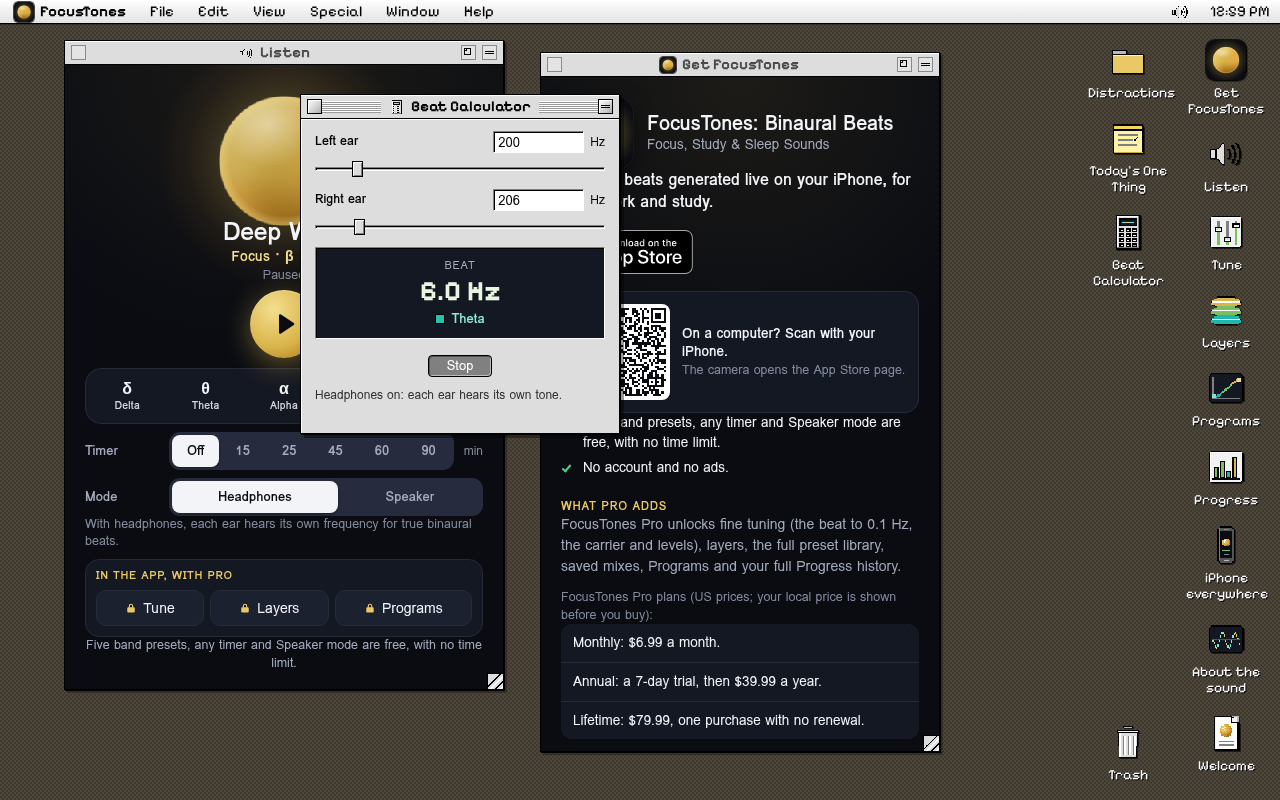 FocusTones File Edit View Special Window Help 12:59 PM
Listen
Deep
Focus · β
Paused
δ θ α
Delta Theta Alpha
Timer Off 15 25 45 60 90 min
Mode Headphones Speaker
With headphones, each ear hears its own frequency for true binaural
beats.
IN THE APP, WITH PRO
Tune Layers Programs
Five band presets, any timer and Speaker mode are free, with no time
limit.
Beat Calculator
Left ear 200 Hz
Right ear 206 Hz
BEAT
6.0 Hz
Theta
Stop
Headphones on: each ear hears its own tone.
Get FocusTones
FocusTones: Binaural Beats
Focus, Study & Sleep Sounds
beats generated live on your iPhone, for
and study.
on the
Store
On a computer? Scan with your
iPhone.
The camera opens the App Store page.
presets, any timer and Speaker mode are
free, with no time limit.
No account and no ads.
WHAT PRO ADDS
FocusTones Pro unlocks fine tuning (the beat to 0.1 Hz,
the carrier and levels), layers, the full preset library,
saved mixes, Programs and your full Progress history.
FocusTones Pro plans (US prices; your local price is shown
before you buy):
Monthly: $6.99 a month.
Annual: a 7-day trial, then $39.99 a year.
Lifetime: $79.99, one purchase with no renewal.
Distractions
Today's One
Thing
Beat
Calculator
Trash
Get
FocusTones
Listen
Tune
Layers
Programs
Progress
iPhone
everywhere
About the
sound
Welcome